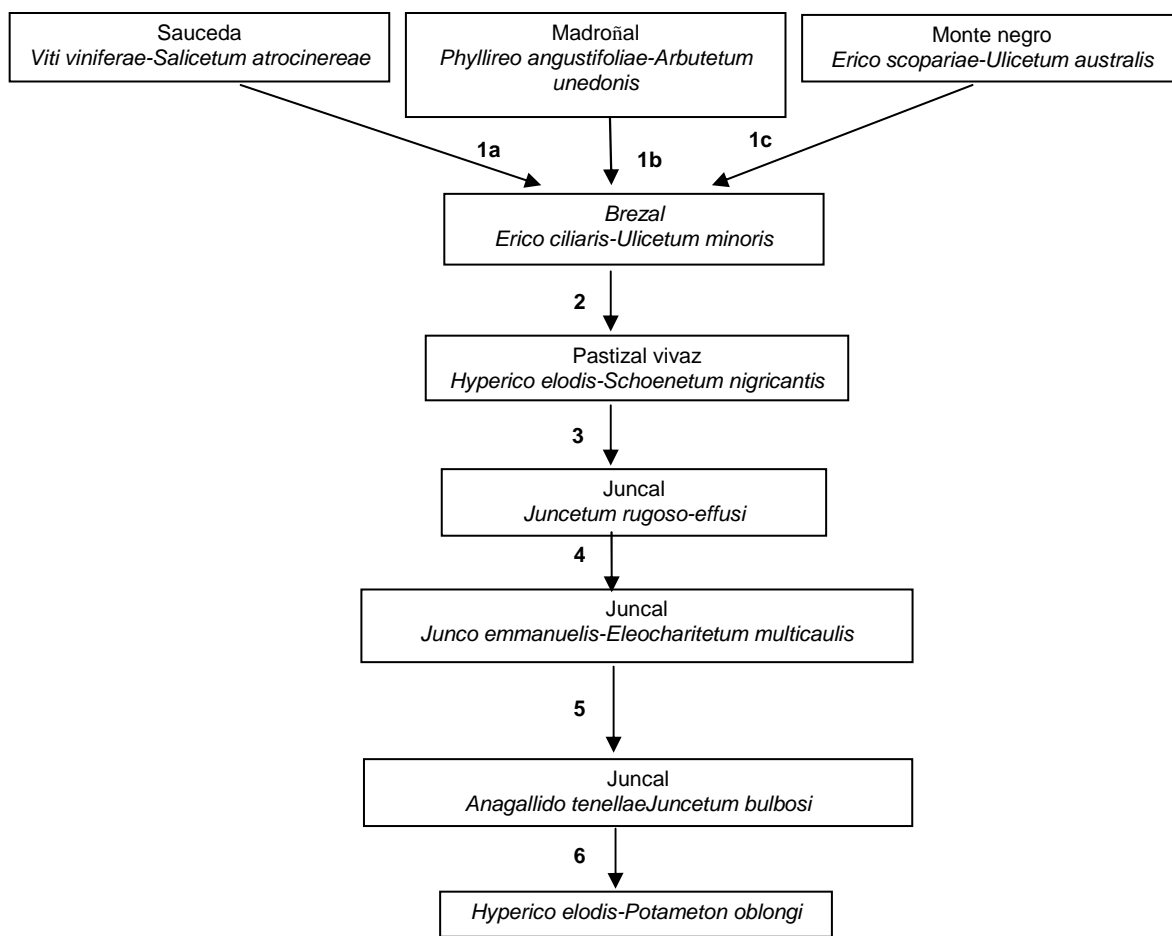 Sauceda
Viti viniferae-Salicetum atrocinereae
Madroñal
Phyllireo angustifoliae-Arbutetum
unedonis
Monte negro
Erico scopariae-Ulicetum australis
1a
1b
1c
Brezal
Erico ciliaris-Ulicetum minoris
2
Pastizal vivaz
Hyperico elodis-Schoenetum nigricantis
3
Juncal
Juncetum rugoso-effusi
4
Juncal
Junco emmanuelis-Eleocharitetum multicaulis
5
Juncal
Anagallido tenellaeJuncetum bulbosi
6
Hyperico elodis-Potameton oblongi